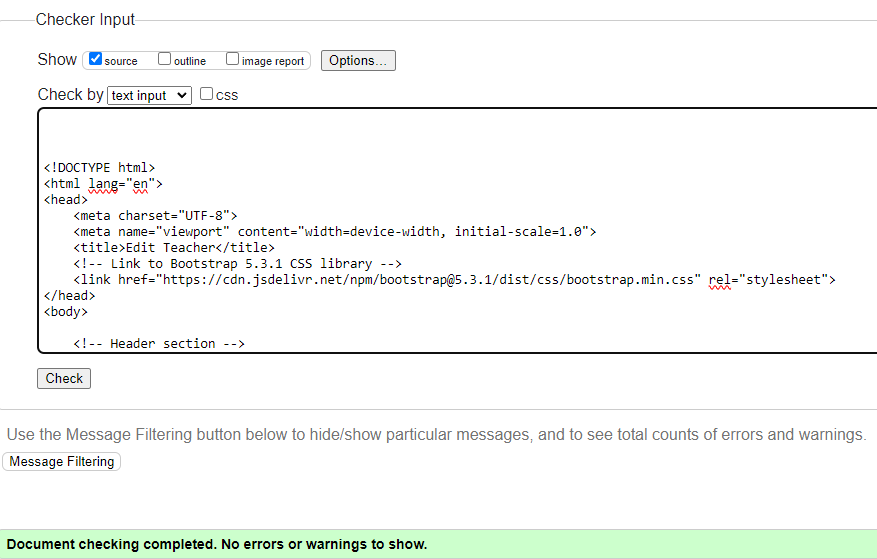 Checker Input
Show source outline image report Options...
Check by text input css
<!DOCTYPE html>
<html lang="en">
<head>
    <meta charset="UTF-8">
    <meta name="viewport" content="width=device-width, initial-scale=1.0">
    <title>Edit Teacher</title>
    <!-- Link to Bootstrap 5.3.1 CSS library -->
    <link href="https://cdn.jsdelivr.net/npm/bootstrap@5.3.1/dist/css/bootstrap.min.css" rel="stylesheet">
</head>
<body>
    <!-- Header section -->
Check
Use the Message Filtering button below to hide/show particular messages, and to see total counts of errors and warnings.
Message Filtering
Document checking completed. No errors or warnings to show.